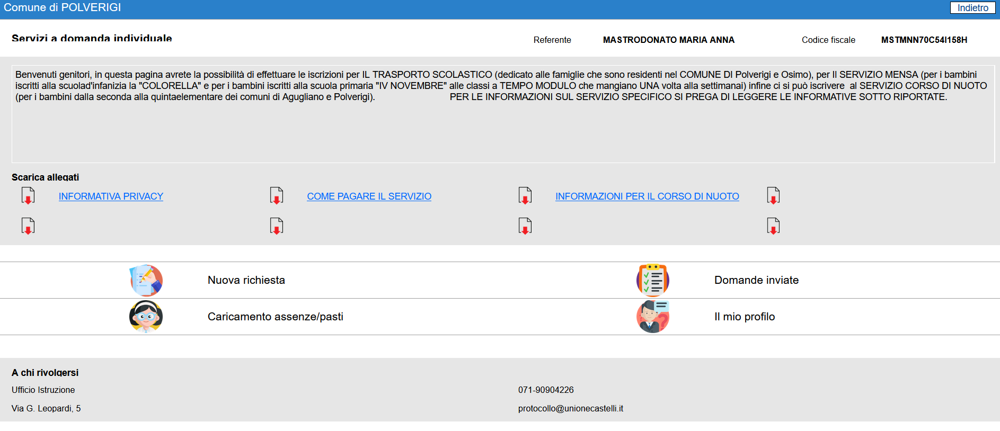 Comune di POLVERIGI
Indietro
Servizi a domanda individuale
Referente MASTRODONATO MARIA ANNA Codice fiscale MSTMNN70C54I158H
Benvenuti genitori, in questa pagina avrete la possibilità di effettuare le iscrizioni per IL TRASPORTO SCOLASTICO (dedicato alle famiglie che sono residenti nel COMUNE DI Polverigi e Osimo), per Il SERVIZIO MENSA (per i bambini
iscritti alla scuolad'infanizia la "COLORELLA" e per i bambini iscritti alla scuola primaria "IV NOVEMBRE" alle classi a TEMPO MODULO che mangiano UNA volta alla settimanai) infine ci si può iscrivere al SERVIZIO CORSO DI NUOTO
(per i bambini dalla seconda alla quintaelementare dei comuni di Agugliano e Polverigi). PER LE INFORMAZIONI SUL SERVIZIO SPECIFICO SI PREGA DI LEGGERE LE INFORMATIVE SOTTO RIPORTATE.
Scarica allegati
INFORMATIVA PRIVACY COME PAGARE IL SERVIZIO INFORMAZIONI PER IL CORSO DI NUOTO
Nuova richiesta Domande inviate
Caricamento assenze/pasti Il mio profilo
A chi rivolgersi
Ufficio Istruzione 071-90904226
Via G. Leopardi, 5 protocollo@unionecastelli.it